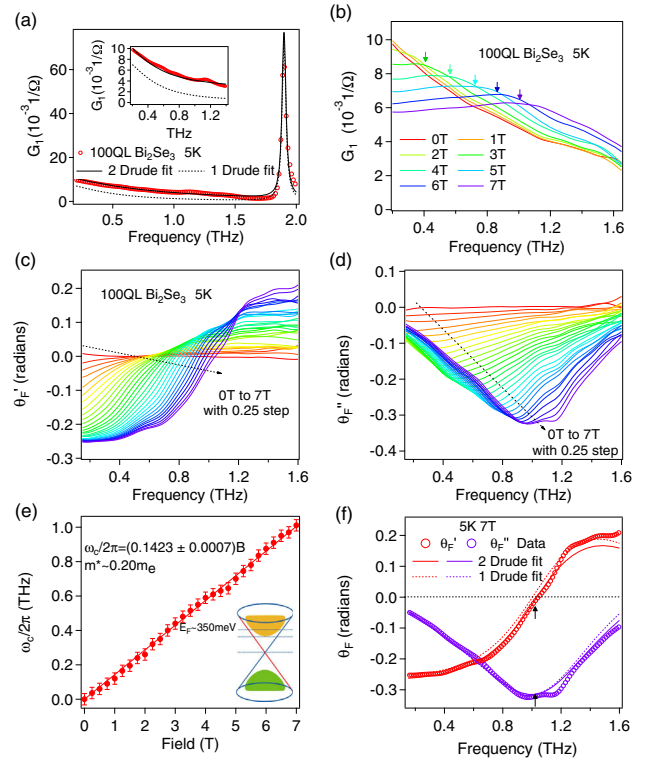 (a)
G1 (10-3 1/Ω)
60
40
20
0
0.5
1.0
1.5
2.0
Frequency (THz)
G1 (10-3 1/Ω)
10
8
6
4
2
0
0.4
0.8
1.2
THz
100QL Bi2Se3 5K
2 Drude fit
1 Drude fit
(b)
100QL Bi2Se3 5K
G1 (10-3 1/Ω)
10
8
6
4
2
0
0T
1T
2T
3T
4T
5T
6T
7T
0.4
0.8
1.2
1.6
Frequency (THz)
(c)
100QL Bi2Se3 5K
θF' (radians)
0.2
0.1
0.0
-0.1
-0.2
-0.3
0T to 7T
with 0.25 step
0.4
0.8
1.2
1.6
Frequency (THz)
(d)
θF'' (radians)
0.1
0.0
-0.1
-0.2
-0.3
-0.4
0T to 7T
with 0.25 step
0.4
0.8
1.2
1.6
Frequency (THz)
(e)
ωc/2π (THz)
1.0
0.8
0.6
0.4
0.2
0.0
ωc/2π=(0.1423 ± 0.0007)B
m*~0.20me
EF~350meV
0
1
2
3
4
5
6
7
Field (T)
(f)
5K 7T
θF' θF'' Data
2 Drude fit
1 Drude fit
θF (radians)
0.2
0.1
0.0
-0.1
-0.2
-0.3
0.4
0.8
1.2
1.6
Frequency (THz)